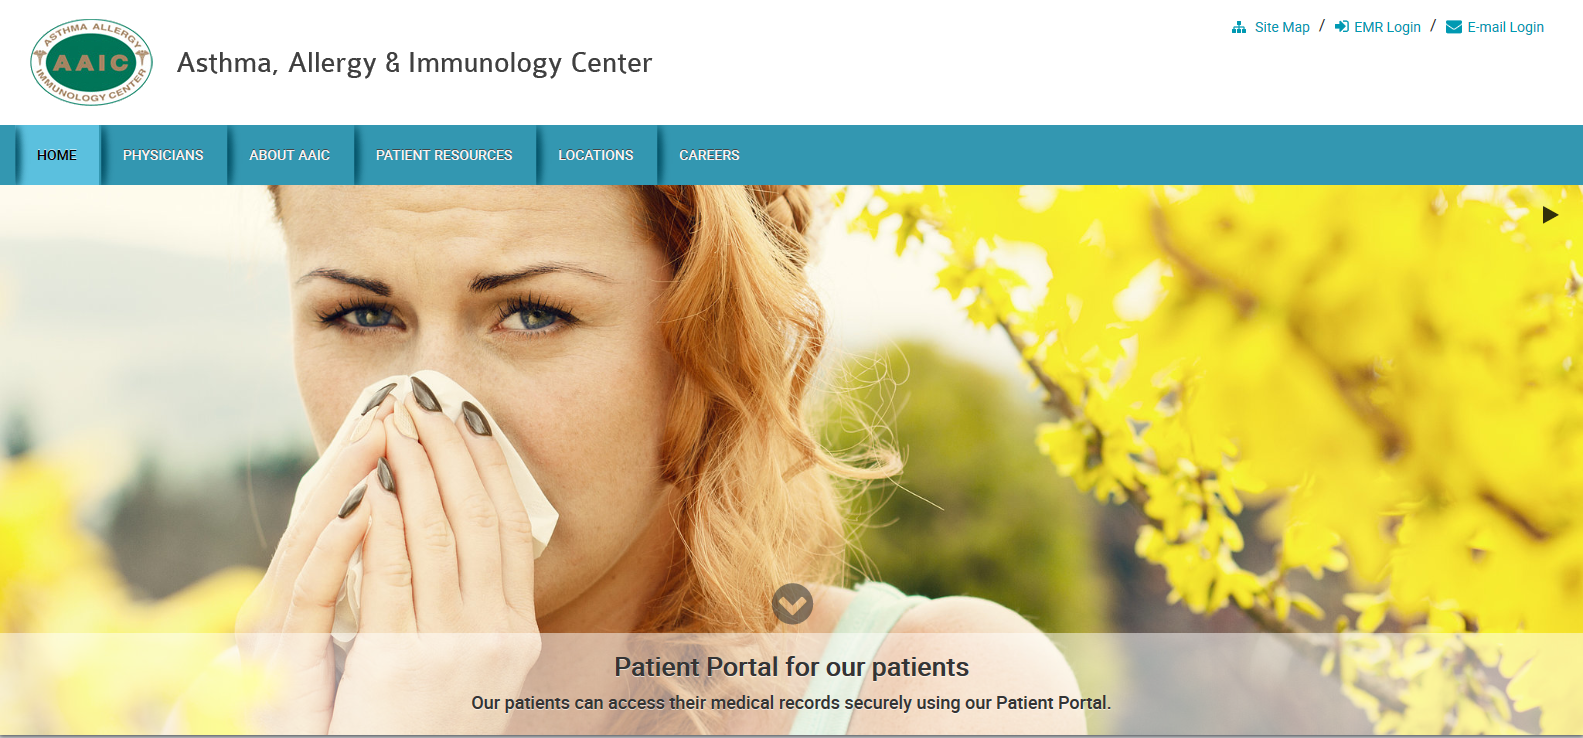 ASTHMA ALLERGY
AAIC
IMMUNOLOGY CENTER
Asthma, Allergy & Immunology Center
Site Map / EMR Login / E-mail Login
HOME PHYSICIANS ABOUT AAIC PATIENT RESOURCES LOCATIONS CAREERS
Patient Portal for our patients
Our patients can access their medical records securely using our Patient Portal.